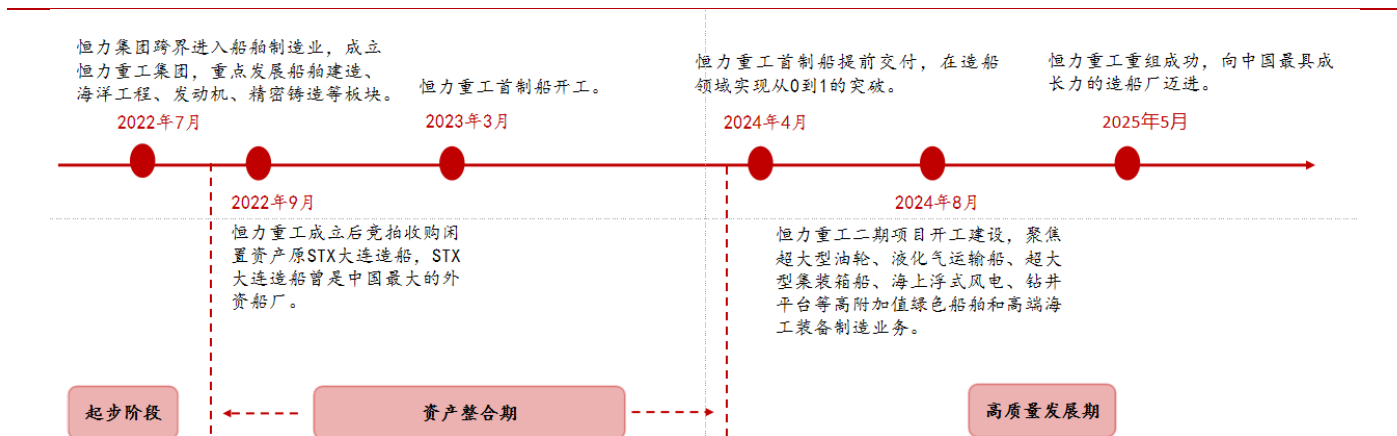 恒力集团跨界进入船舶制造业，成立
恒力重工集团，重点发展船舶建造、
海洋工程、发动机、精密铸造等板块。
2022年7月
恒力重工首制船开工。
2023年3月
恒力重工首制船提前交付，在造船
领域实现从0到1的突破。
2024年4月
恒力重工重组成功，向中国最具成
长力的造船厂迈进。
2025年5月
2022年9月
恒力重工成立后竞拍收购闲
置资产原STX大连造船，STX
大连造船曾是中国最大的外
资船厂。
2024年8月
恒力重工二期项目开工建设，聚焦
超大型油轮、液化气运输船、超大
型集装箱船、海上浮式风电、钻井
平台等高附加值绿色船舶和高端海
工装备制造业务。
起步阶段
资产整合期
高质量发展期